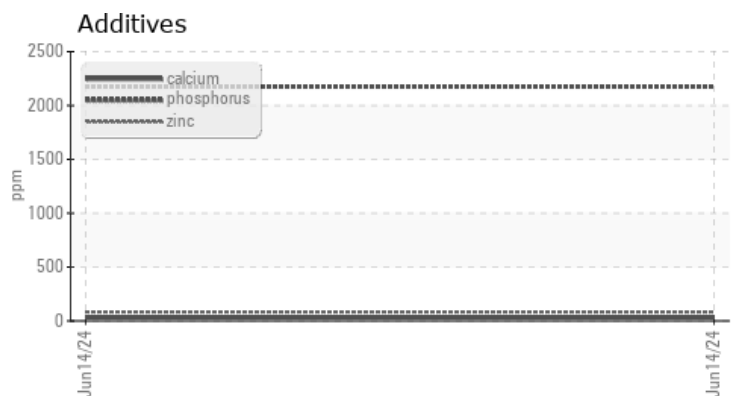 Additives
2500
2000
1500
1000
500
0
ppm
calcium
phosphorus
zinc
Jun14/24
Jun14/24